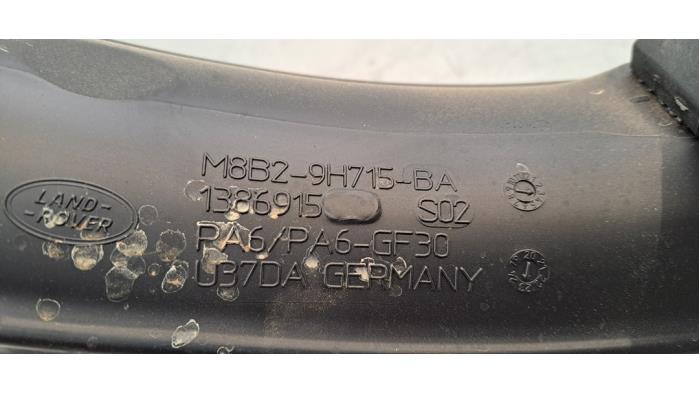 LAND-
ROVER
M8B2-9H715-BA
1386915 S02
PA6/PA6-GF30
U37DA GERMANY